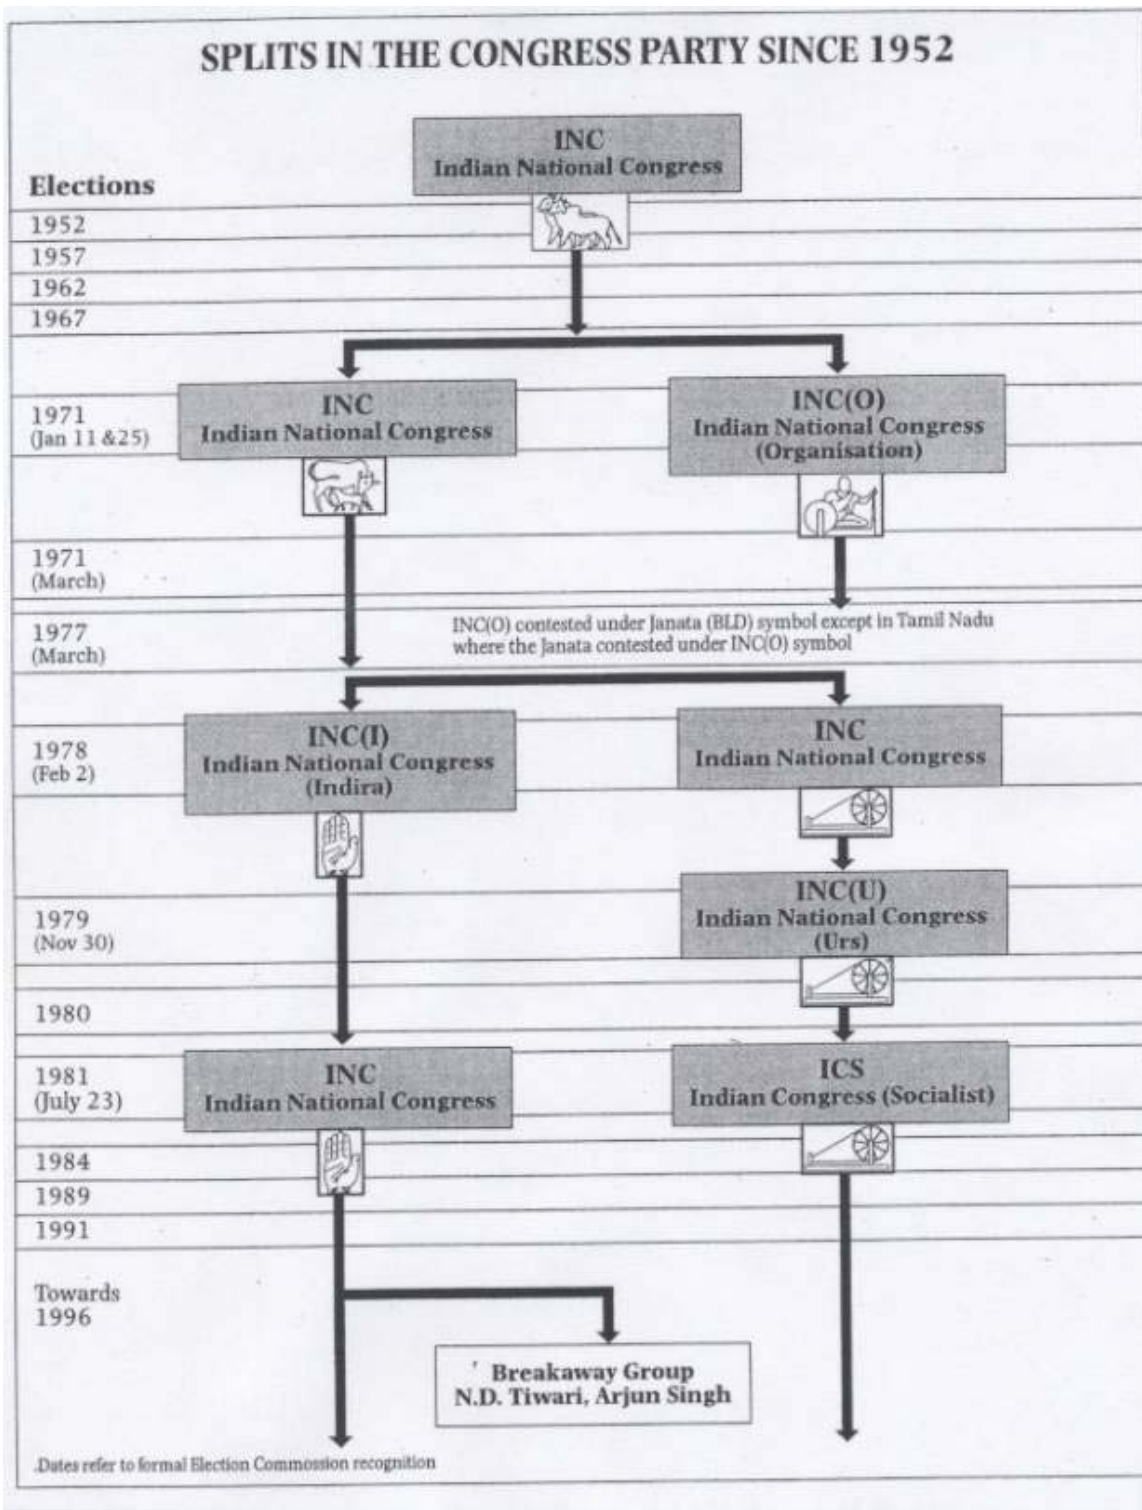 SPLITS IN THE CONGRESS PARTY SINCE 1952
INC
Indian National Congress
Elections
1952
1957
1962
1967
1971
(Jan 11 &25)
INC
Indian National Congress
INC(O)
Indian National Congress
(Organisation)
1971
(March)
1977
(March)
INC(O) contested under Janata (BLD) symbol except in Tamil Nadu
where the Janata contested under INC(O) symbol
1978
(Feb 2)
INC(I)
Indian National Congress
(Indira)
INC
Indian National Congress
1979
(Nov 30)
INC(U)
Indian National Congress
(Urs)
1980
1981
(July 23)
INC
Indian National Congress
ICS
Indian Congress (Socialist)
1984
1989
1991
Towards
1996
Breakaway Group
N.D. Tiwari, Arjun Singh
.Dates refer to formal Election Commossion recognition